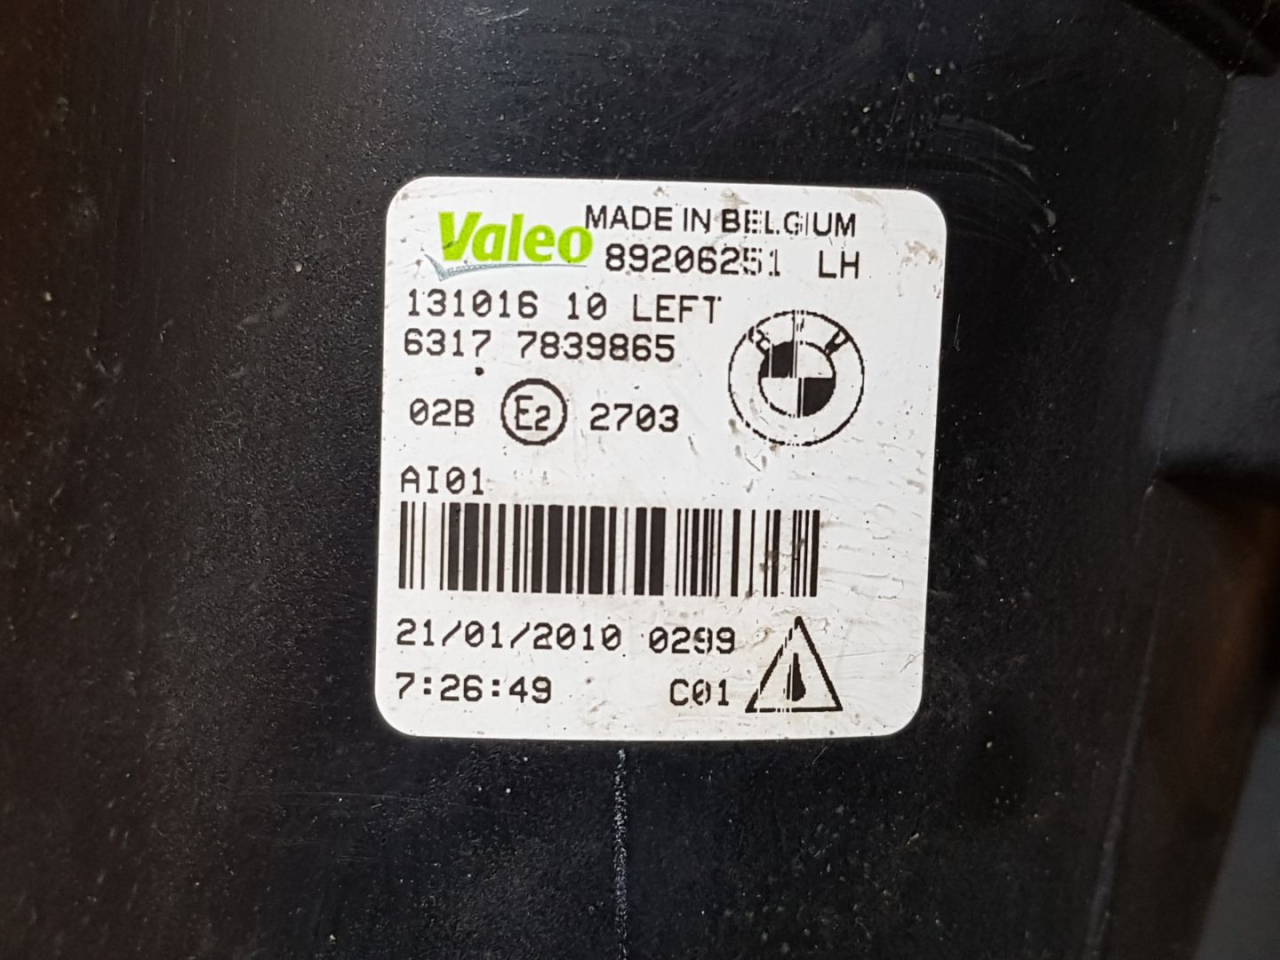 Valeo MADE IN BELGIUM
89206251 LH
131016 10 LEFT
6317 7839865
BMW
02B E2 2703
AI01
21/01/2010 0299
7:26:49 C01